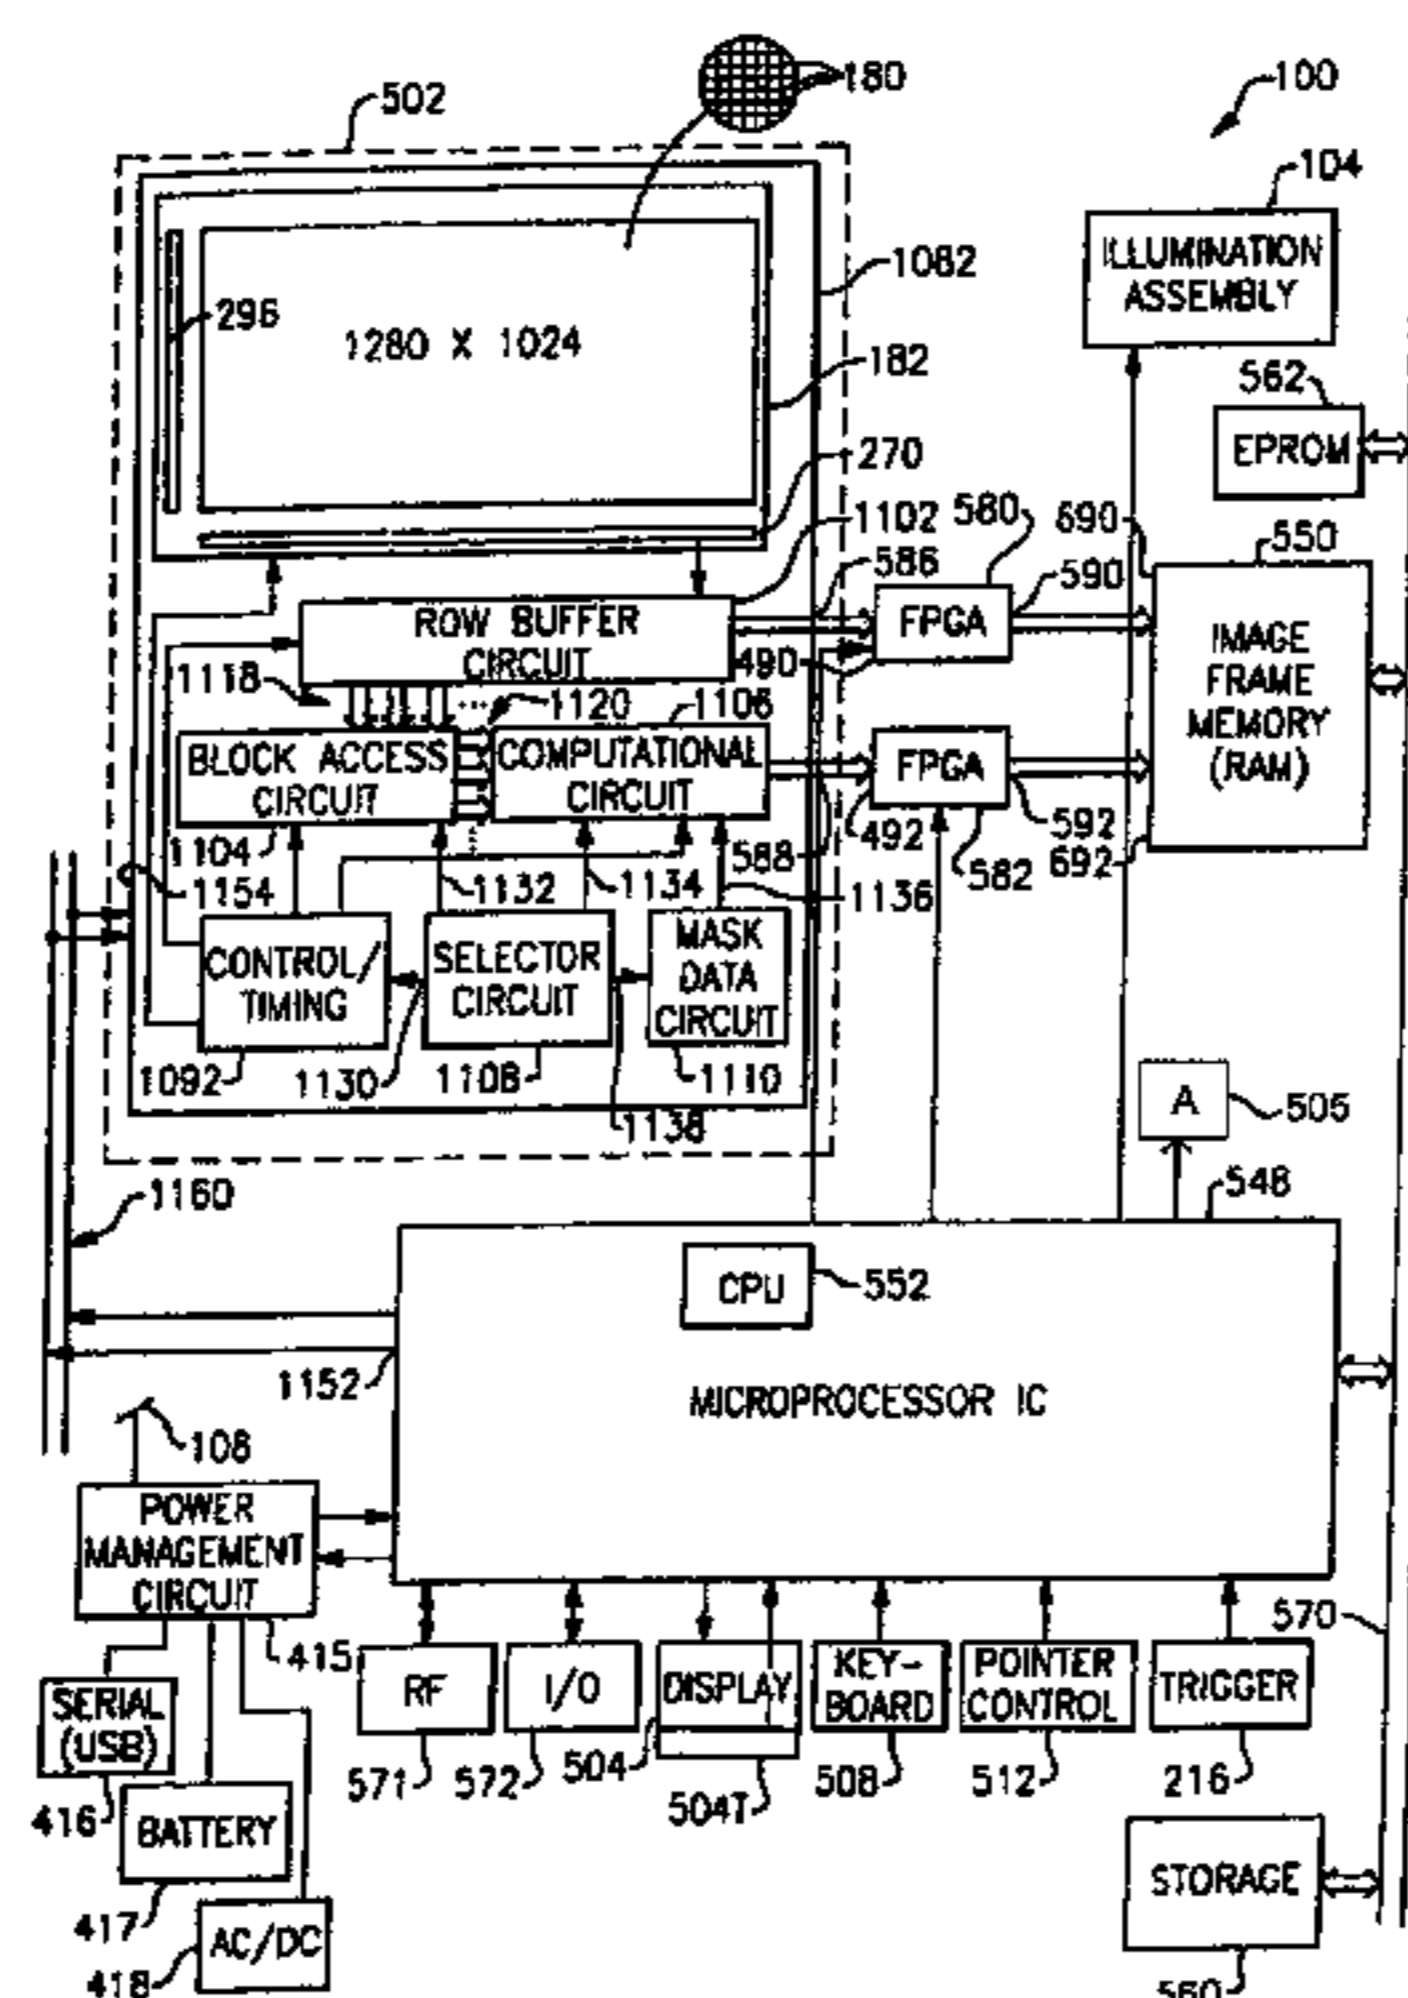 180
100
502
104
ILLUMINATION
ASSEMBLY
1082
296
1280 X 1024
182
562
EPROM
270
1102
580
690
550
586
590
FPGA
ROW BUFFER
CIRCUIT
490
IMAGE
FRAME
MEMORY
(RAM)
1118
...
1120
1106
BLOCK ACCESS
CIRCUIT
COMPUTATIONAL
CIRCUIT
FPGA
492
592
1104
588
582
692
1154
1132
1134
1136
CONTROL/
TIMING
SELECTOR
CIRCUIT
MASK
DATA
CIRCUIT
1092
1130
1108
1110
1138
A
505
1160
548
CPU
552
1152
MICROPROCESSOR IC
108
POWER
MANAGEMENT
CIRCUIT
415
570
SERIAL
(USB)
RF
I/O
DISPLAY
KEY-
BOARD
POINTER
CONTROL
TRIGGER
416
571
572
504
504T
508
512
216
BATTERY
417
STORAGE
AC/DC
418
560